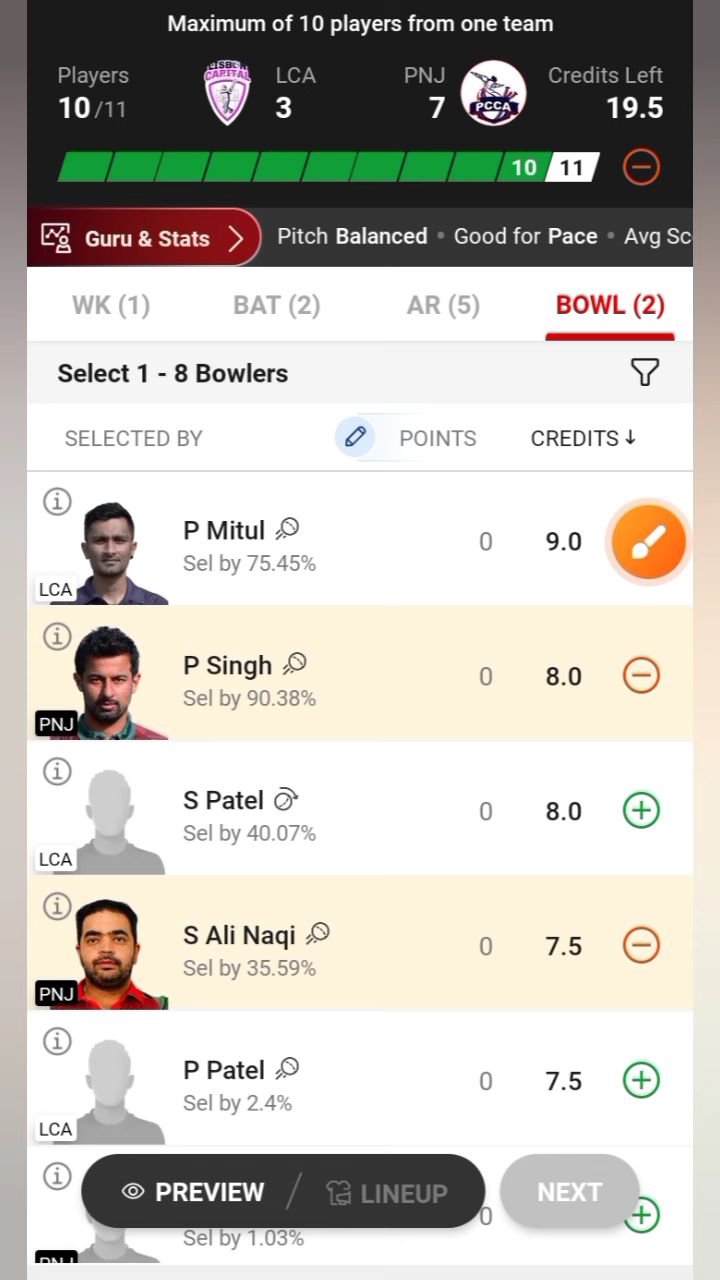 Maximum of 10 players from one team
Players LCA PNJ Credits Left
10/11 3 7 19.5
LISBON CAPITAL
PCCA
10 11
Guru & Stats Pitch Balanced • Good for Pace • Avg Sc
WK (1) BAT (2) AR (5) BOWL (2)
Select 1 - 8 Bowlers
SELECTED BY POINTS CREDITS ↓
P Mitul 0 9.0
Sel by 75.45%
LCA
P Singh 0 8.0
Sel by 90.38%
PNJ
S Patel 0 8.0
Sel by 40.07%
LCA
S Ali Naqi 0 7.5
Sel by 35.59%
PNJ
P Patel 0 7.5
Sel by 2.4%
LCA
PREVIEW / LINEUP NEXT
0
Sel by 1.03%
PNJ